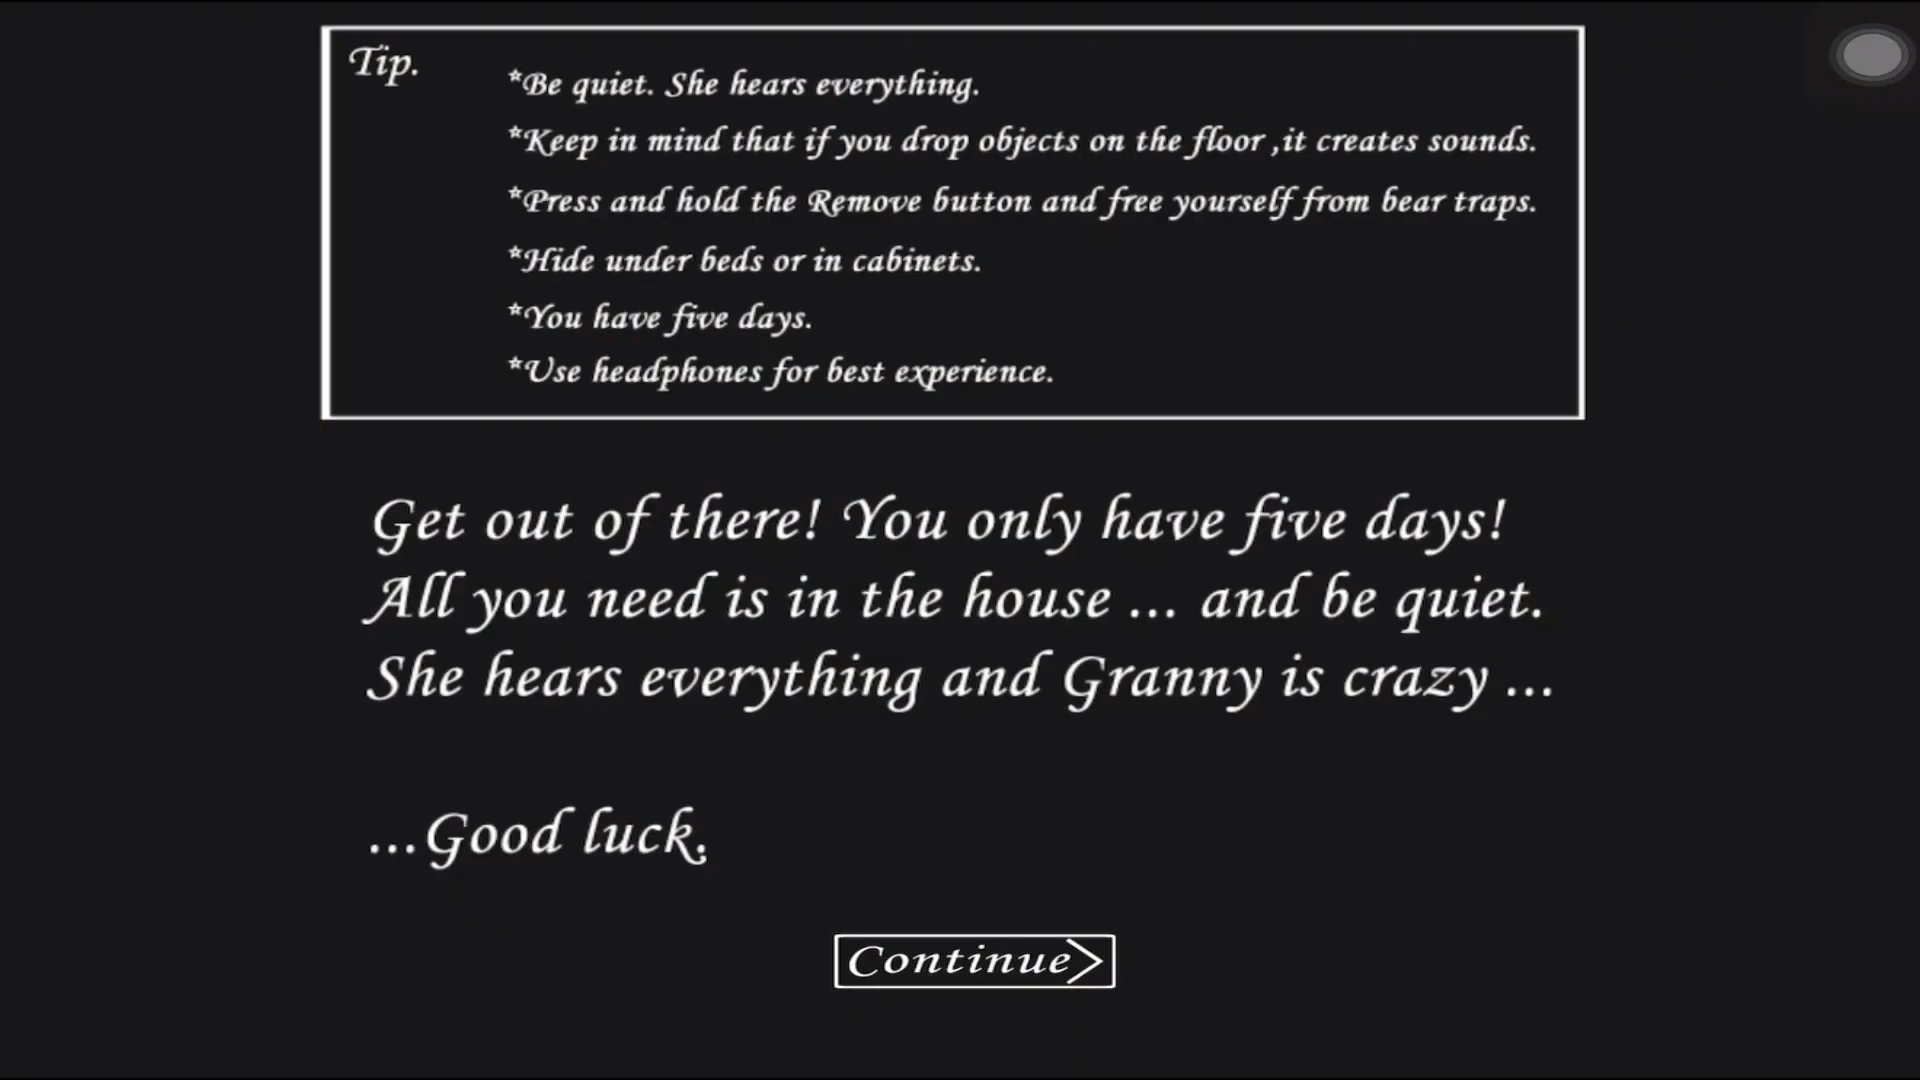 Tip.
*Be quiet. She hears everything.
*Keep in mind that if you drop objects on the floor ,it creates sounds.
*Press and hold the Remove button and free yourself from bear traps.
*Hide under beds or in cabinets.
*You have five days.
*Use headphones for best experience.
Get out of there! You only have five days!
All you need is in the house ... and be quiet.
She hears everything and Granny is crazy ...
...Good luck.
Continue>